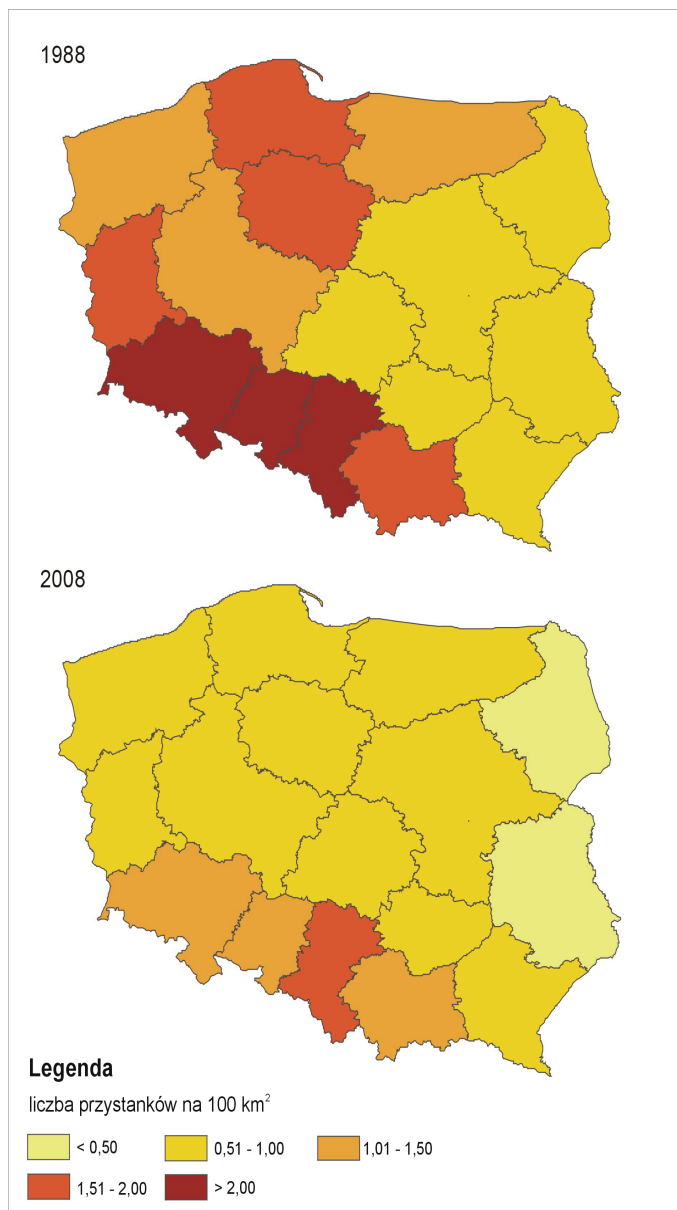 1988
2008
Legenda
liczba przystanków na 100 km²
< 0,50
0,51 - 1,00
1,01 - 1,50
1,51 - 2,00
> 2,00